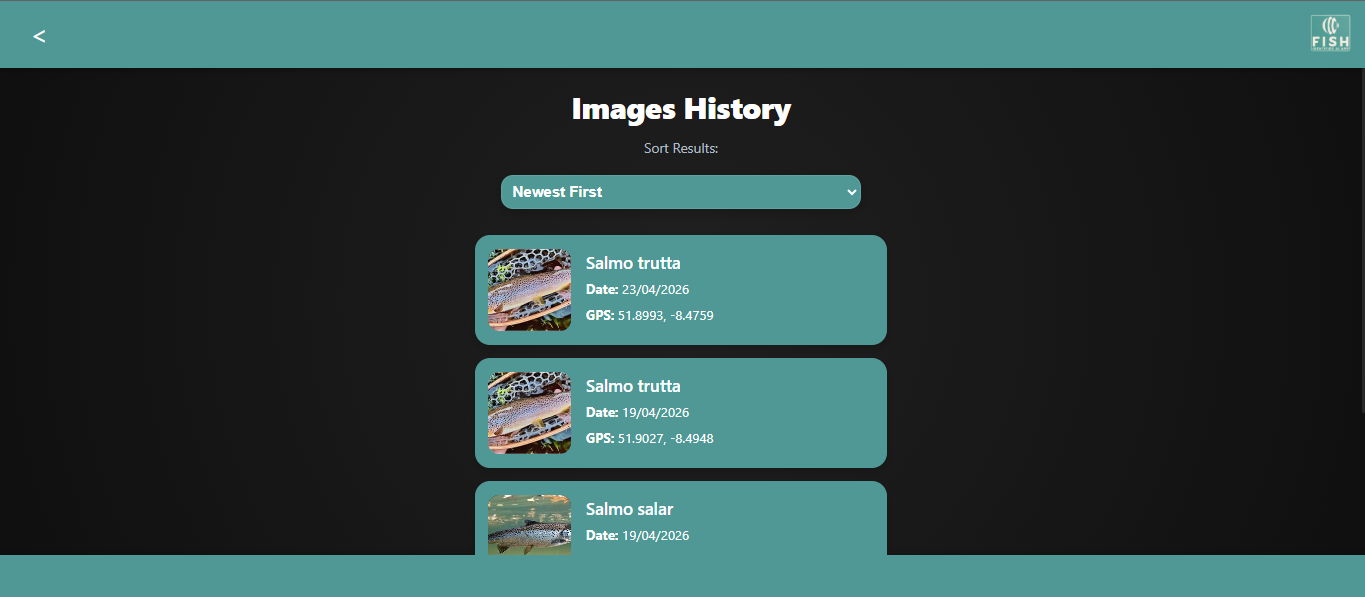 <
FISH
Images History
Sort Results:
Newest First
Salmo trutta
Date: 23/04/2026
GPS: 51.8993, -8.4759
Salmo trutta
Date: 19/04/2026
GPS: 51.9027, -8.4948
Salmo salar
Date: 19/04/2026